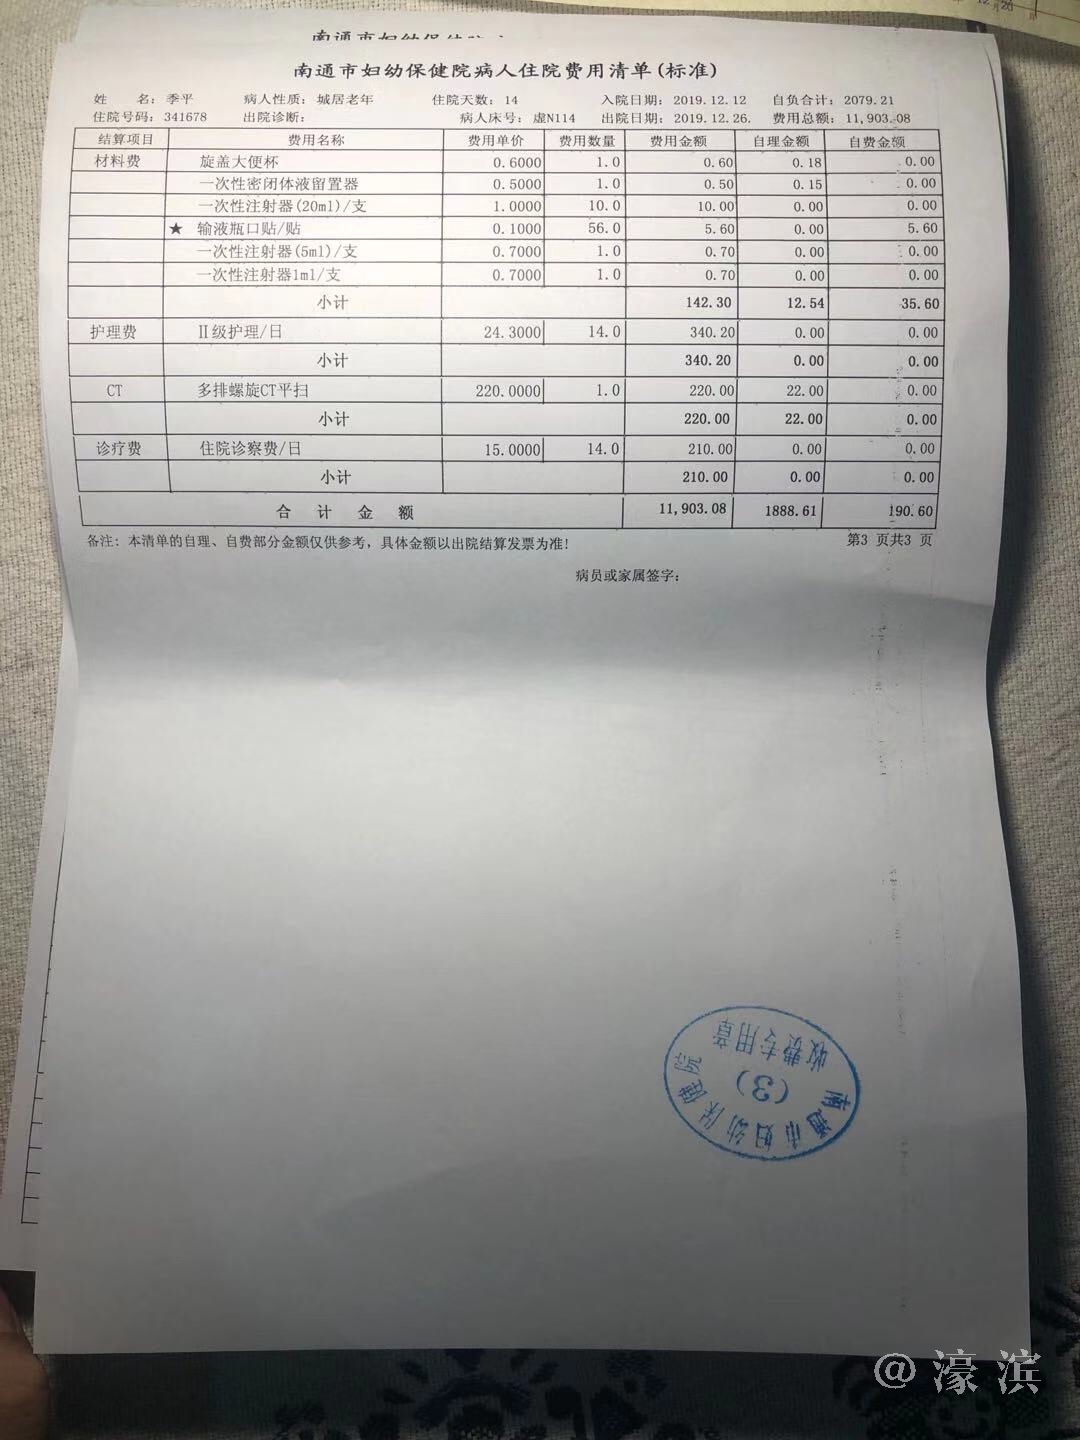 南通市妇幼保健院
12月20
南通市妇幼保健院病人住院费用清单(标准)
姓 名: 季平 病人性质: 城居老年 住院天数: 14 入院日期: 2019.12.12 自负合计: 2079.21
住院号码: 341678 出院诊断: 病人床号: 虚N114 出院日期: 2019.12.26. 费用总额: 11,903.08
结算项目 费用名称 费用单价 费用数量 费用金额 自理金额 自费金额
材料费 旋盖大便杯 0.6000 1.0 0.60 0.18 0.00
一次性密闭体液留置器 0.5000 1.0 0.50 0.15 0.00
一次性注射器(20ml)/支 1.0000 10.0 10.00 0.00 0.00
★ 输液瓶口贴/贴 0.1000 56.0 5.60 0.00 5.60
一次性注射器(5ml)/支 0.7000 1.0 0.70 0.00 0.00
一次性注射器1ml/支 0.7000 1.0 0.70 0.00 0.00
小计 142.30 12.54 35.60
护理费 Ⅱ级护理/日 24.3000 14.0 340.20 0.00 0.00
小计 340.20 0.00 0.00
CT 多排螺旋CT平扫 220.0000 1.0 220.00 22.00 0.00
小计 220.00 22.00 0.00
诊疗费 住院诊察费/日 15.0000 14.0 210.00 0.00 0.00
小计 210.00 0.00 0.00
合 计 金 额 11,903.08 1888.61 190.60
备注: 本清单的自理、自费部分金额仅供参考, 具体金额以出院结算发票为准! 第3 页共3 页
病员或家属签字:
南通市妇幼保健院
(3)
收费专用章
@濠滨